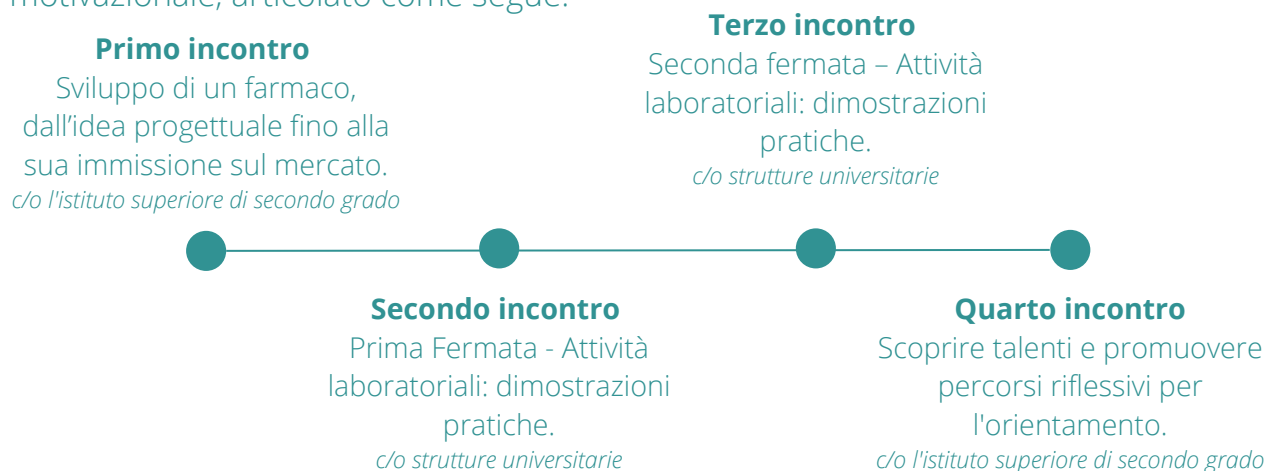 motivazionale, articolato come segue:
Primo incontro
Sviluppo di un farmaco,
dall’idea progettuale fino alla
sua immissione sul mercato.
c/o l'istituto superiore di secondo grado
Secondo incontro
Prima Fermata - Attività
laboratoriali: dimostrazioni
pratiche.
c/o strutture universitarie
Terzo incontro
Seconda fermata – Attività
laboratoriali: dimostrazioni
pratiche.
c/o strutture universitarie
Quarto incontro
Scoprire talenti e promuovere
percorsi riflessivi per
l'orientamento.
c/o l'istituto superiore di secondo grado